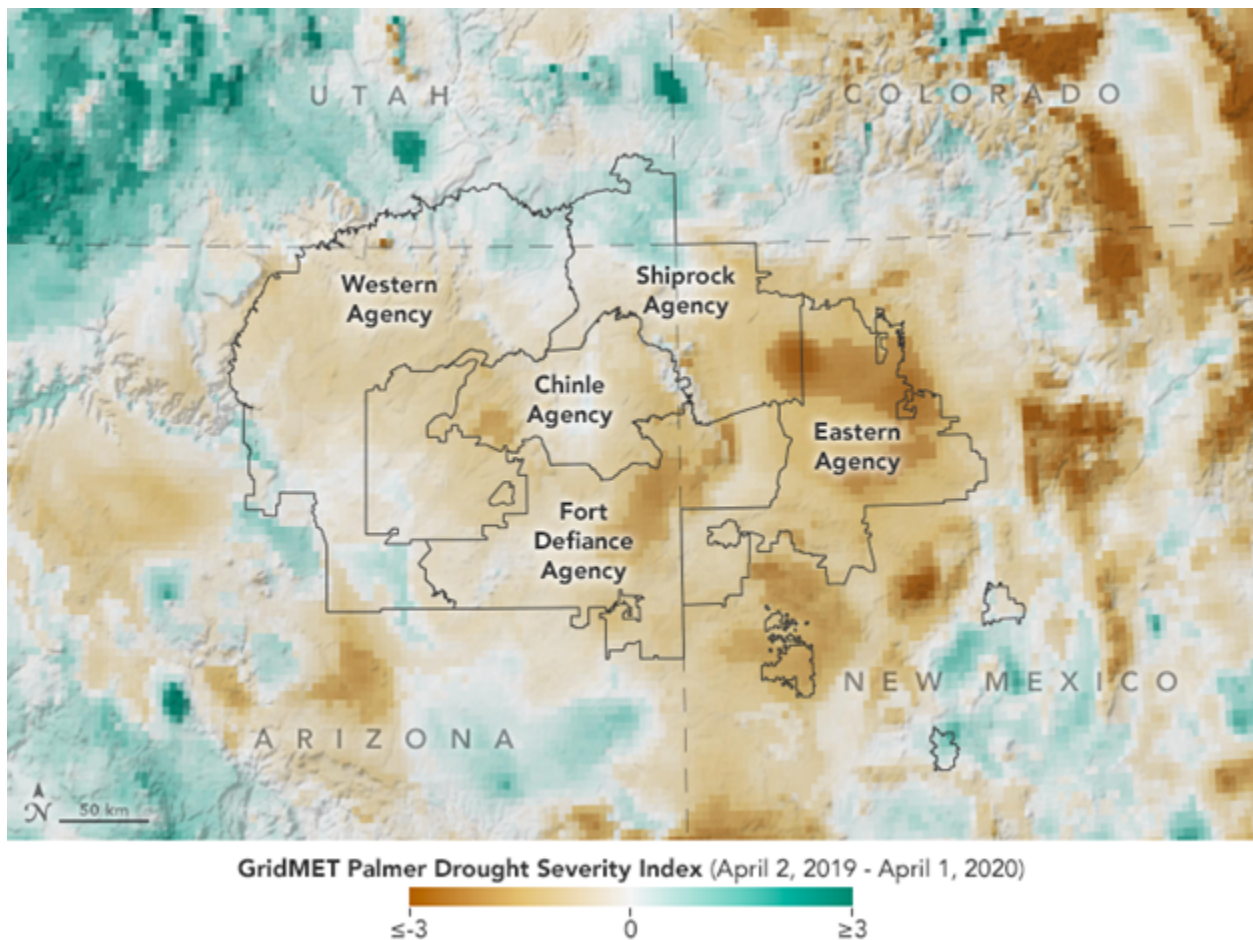 UTAH
COLORADO
Western
Agency
Shiprock
Agency
Chinle
Agency
Eastern
Agency
Fort
Defiance
Agency
NEW MEXICO
ARIZONA
N
50 km
GridMET Palmer Drought Severity Index (April 2, 2019 - April 1, 2020)
≤-3
0
≥3